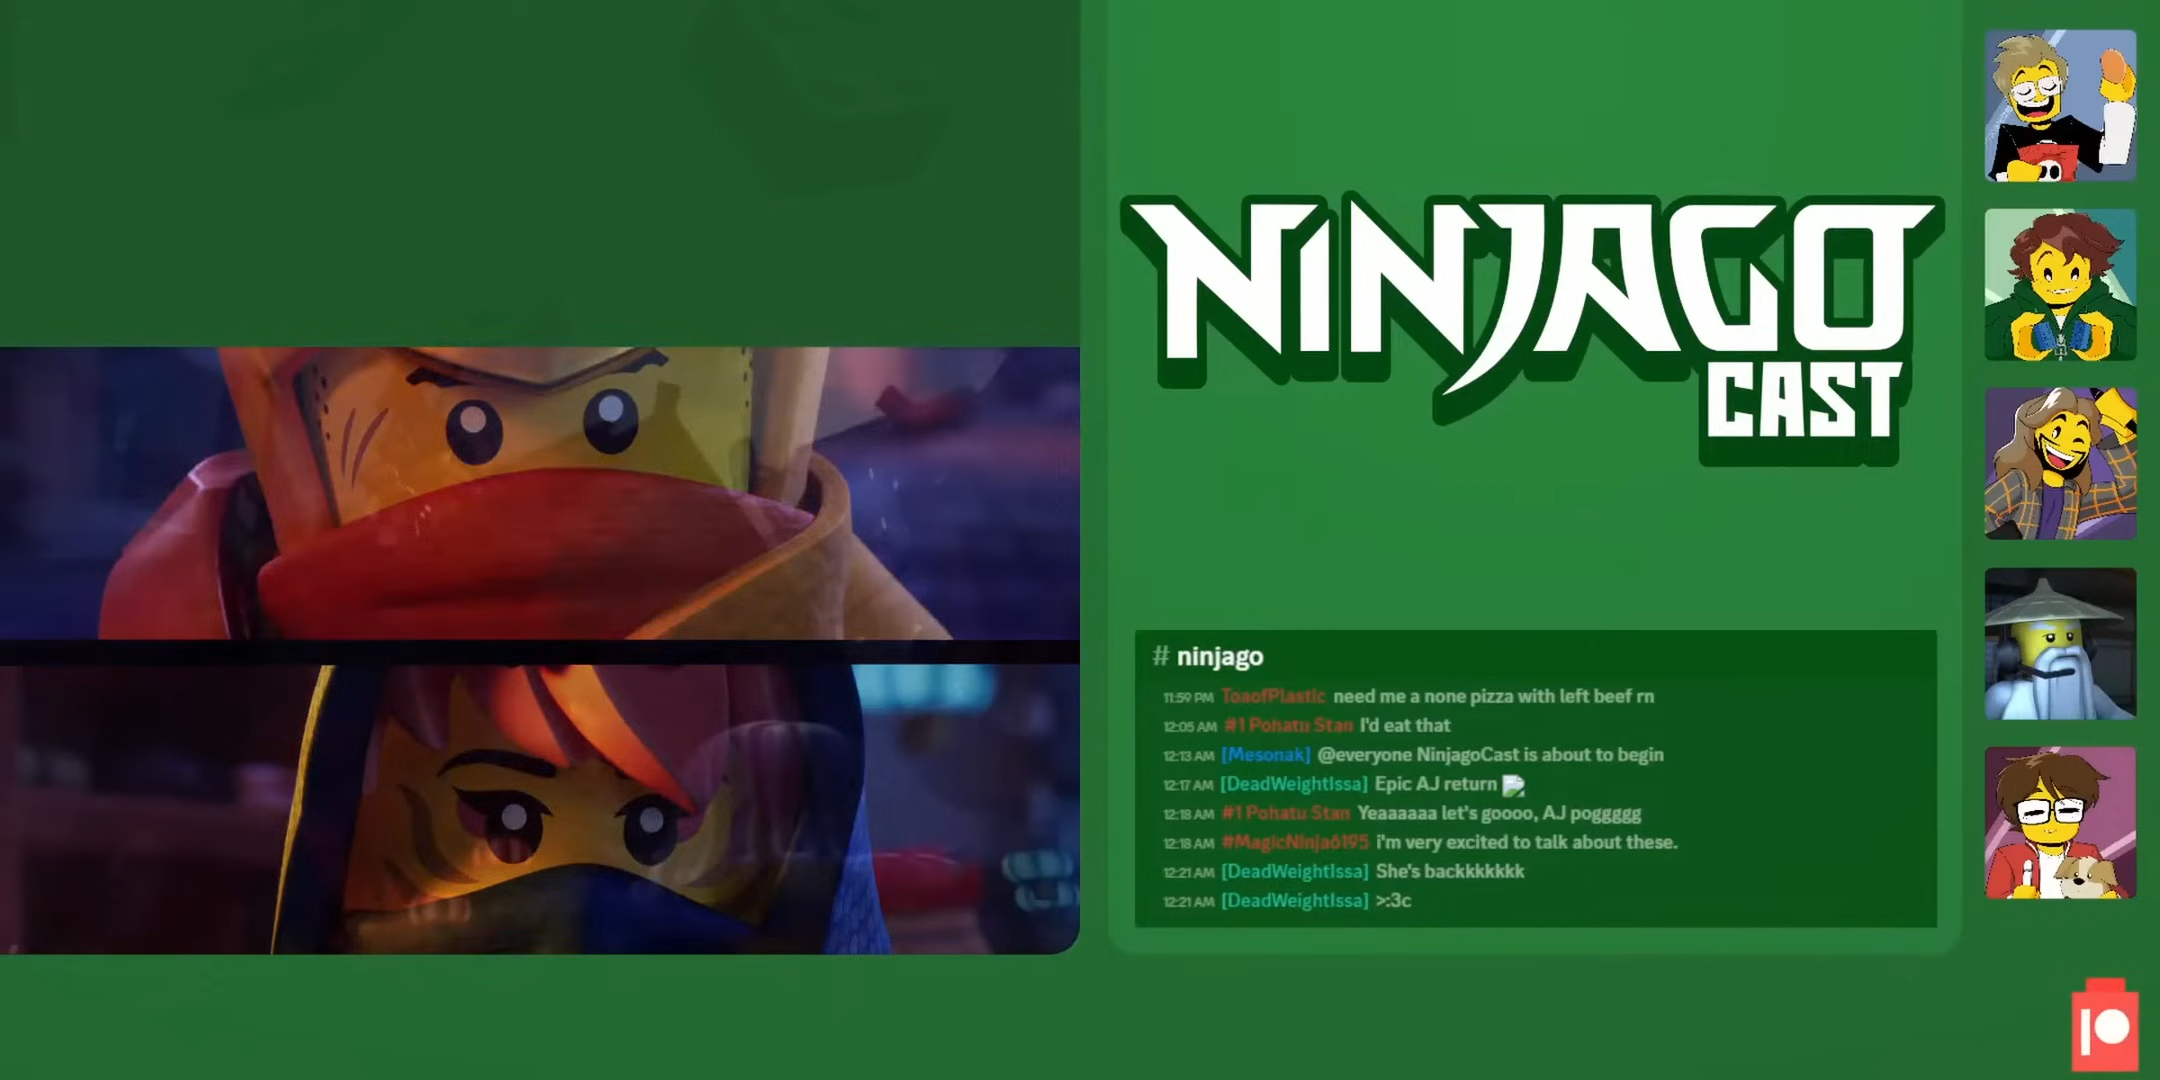 NINJAGO
CAST
# ninjago
11:59 PM ToaofPlastic need me a none pizza with left beef rn
12:05 AM #1 Pohatu Stan I'd eat that
12:13 AM [Mesonak] @everyone NinjagoCast is about to begin
12:17 AM [DeadWeightIssa] Epic AJ return
12:18 AM #1 Pohatu Stan Yeaaaaaa let's goooo, AJ poggggg
12:18 AM #MagicNinja6195 i'm very excited to talk about these.
12:21 AM [DeadWeightIssa] She's backkkkkkk
12:21 AM [DeadWeightIssa] >:3c